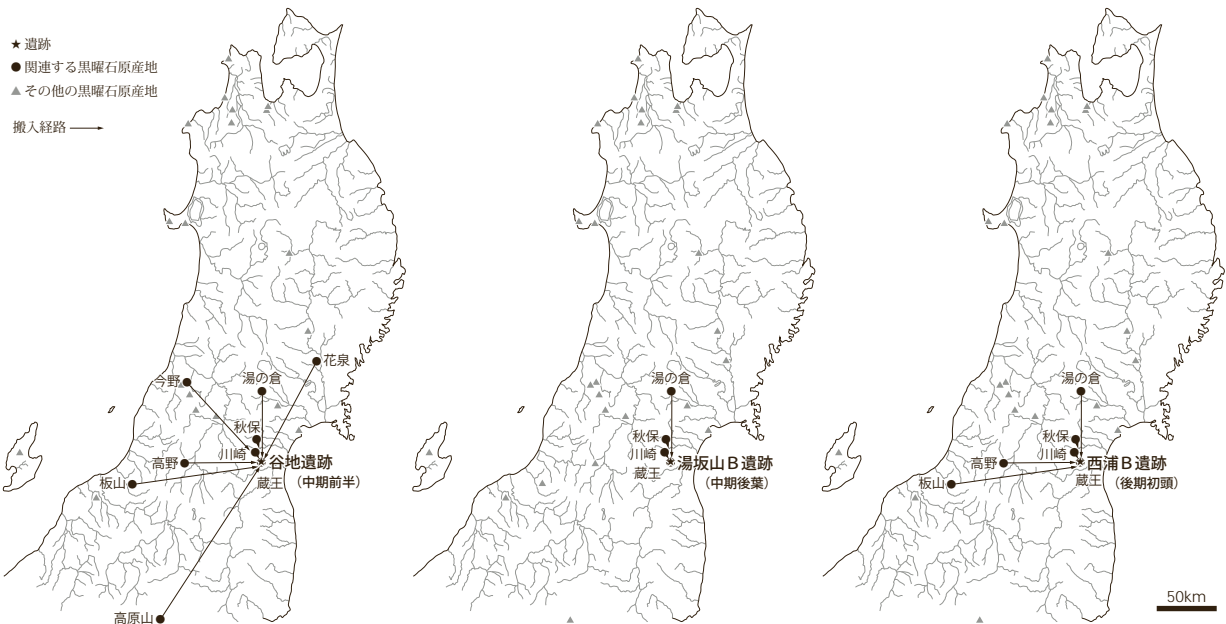 ★ 遺跡
● 関連する黒曜石原産地
▲ その他の黒曜石原産地
搬入経路
花泉
今野
湯の倉
秋保
川崎
谷地遺跡
高野
蔵王
(中期前半)
板山
高原山
湯の倉
秋保
川崎
湯坂山B遺跡
蔵王
(中期後葉)
湯の倉
秋保
川崎
西浦B遺跡
高野
蔵王
(後期初頭)
板山
50km